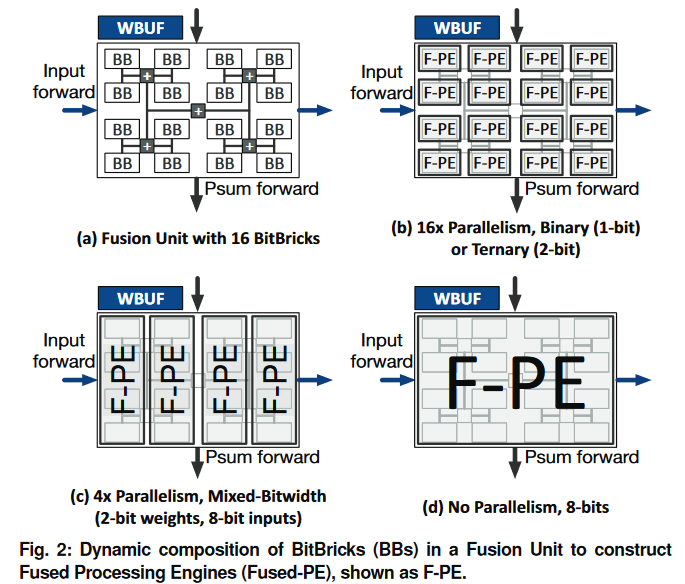 WBUF
BB BB BB BB
+ +
Input
forward
BB BB BB BB
+
BB BB BB BB
+ +
BB BB BB BB
Psum forward
(a) Fusion Unit with 16 BitBricks
WBUF
F-PE F-PE F-PE F-PE
Input
forward
F-PE F-PE F-PE F-PE
F-PE F-PE F-PE F-PE
F-PE F-PE F-PE F-PE
Psum forward
(b) 16x Parallelism, Binary (1-bit)
or Ternary (2-bit)
WBUF
Input
forward
F-PE F-PE F-PE F-PE
Psum forward
(c) 4x Parallelism, Mixed-Bitwidth
(2-bit weights, 8-bit inputs)
WBUF
Input
forward
F-PE
Psum forward
(d) No Parallelism, 8-bits
Fig. 2: Dynamic composition of BitBricks (BBs) in a Fusion Unit to construct
Fused Processing Engines (Fused-PE), shown as F-PE.